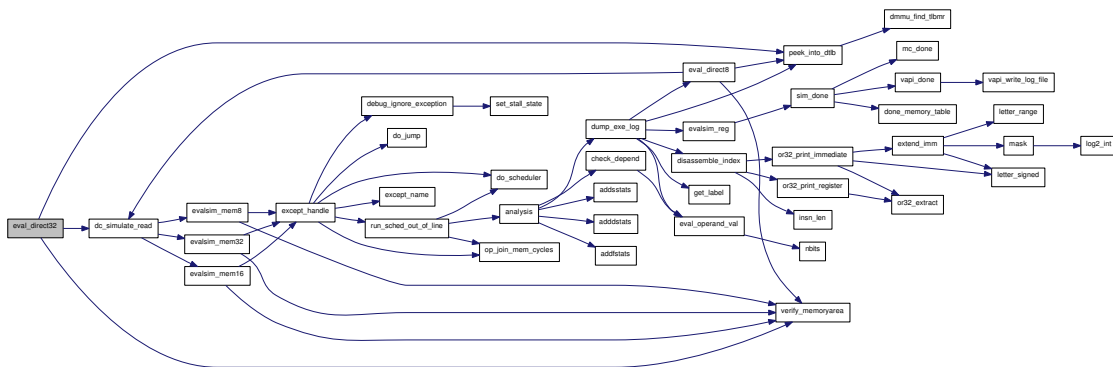 dmmu_find_tlbmr
peek_into_dtlb
mc_done
eval_direct8
vapi_done
vapi_write_log_file
sim_done
debug_ignore_exception
set_stall_state
done_memory_table
letter_range
dump_exe_log
evalsim_reg
do_jump
extend_imm
mask
log2_int
check_depend
disassemble_index
or32_print_immediate
do_scheduler
letter_signed
addsstats
or32_print_register
except_name
get_label
or32_extract
evalsim_mem8
except_handle
analysis
insn_len
eval_direct32
dc_simulate_read
run_sched_out_of_line
adddstats
eval_operand_val
evalsim_mem32
op_join_mem_cycles
addfstats
nbits
evalsim_mem16
verify_memoryarea